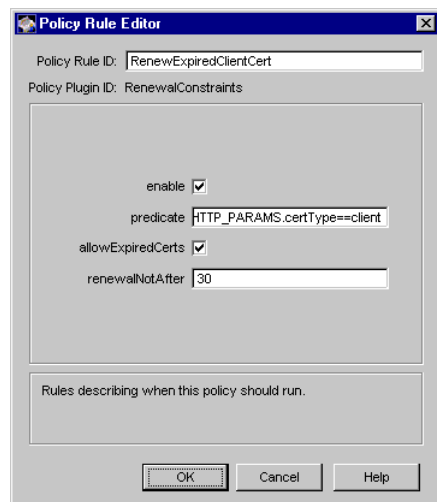 Policy Rule Editor
Policy Rule ID: RenewExpiredClientCert
Policy Plugin ID: RenewalConstraints
enable
predicate HTTP_PARAMS.certType==client
allowExpiredCerts
renewalNotAfter 30
Rules describing when this policy should run.
OK Cancel Help